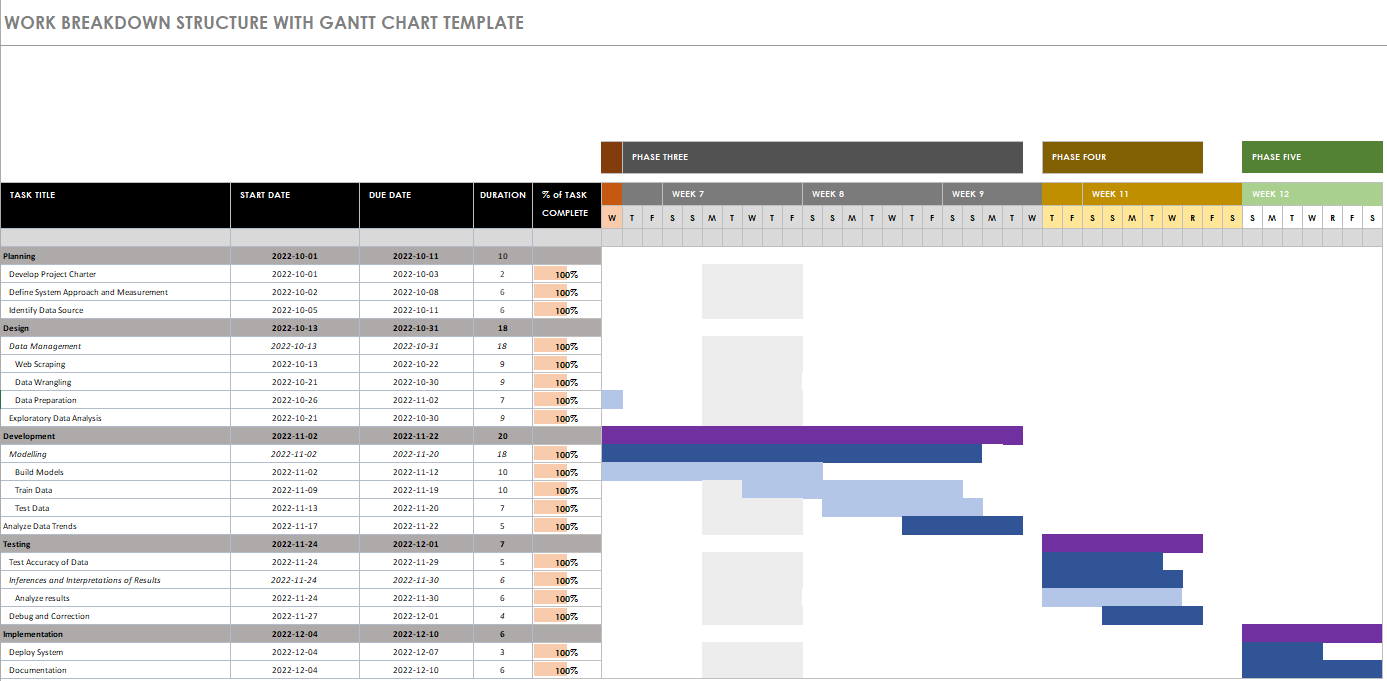 WORK BREAKDOWN STRUCTURE WITH GANTT CHART TEMPLATE
PHASE THREE PHASE FOUR PHASE FIVE
TASK TITLE START DATE DUE DATE DURATION % of TASK COMPLETE WEEK 7 WEEK 8 WEEK 9 WEEK 11 WEEK 12
W T F S S M T W T F S S M T W T F S S M T W T F S S M T W R F S S M T W R F S
Planning 2022-10-01 2022-10-11 10
Develop Project Charter 2022-10-01 2022-10-03 2 100%
Define System Approach and Measurement 2022-10-02 2022-10-08 6 100%
Identify Data Source 2022-10-05 2022-10-11 6 100%
Design 2022-10-13 2022-10-31 18
Data Management 2022-10-13 2022-10-31 18 100%
Web Scraping 2022-10-13 2022-10-22 9 100%
Data Wrangling 2022-10-21 2022-10-30 9 100%
Data Preparation 2022-10-26 2022-11-02 7 100%
Exploratory Data Analysis 2022-10-21 2022-10-30 9 100%
Development 2022-11-02 2022-11-22 20
Modelling 2022-11-02 2022-11-20 18 100%
Build Models 2022-11-02 2022-11-12 10 100%
Train Data 2022-11-09 2022-11-19 10 100%
Test Data 2022-11-13 2022-11-20 7 100%
Analyze Data Trends 2022-11-17 2022-11-22 5 100%
Testing 2022-11-24 2022-12-01 7
Test Accuracy of Data 2022-11-24 2022-11-29 5 100%
Inferences and Interpretations of Results 2022-11-24 2022-11-30 6 100%
Analyze results 2022-11-24 2022-11-30 6 100%
Debug and Correction 2022-11-27 2022-12-01 4 100%
Implementation 2022-12-04 2022-12-10 6
Deploy System 2022-12-04 2022-12-07 3 100%
Documentation 2022-12-04 2022-12-10 6 100%